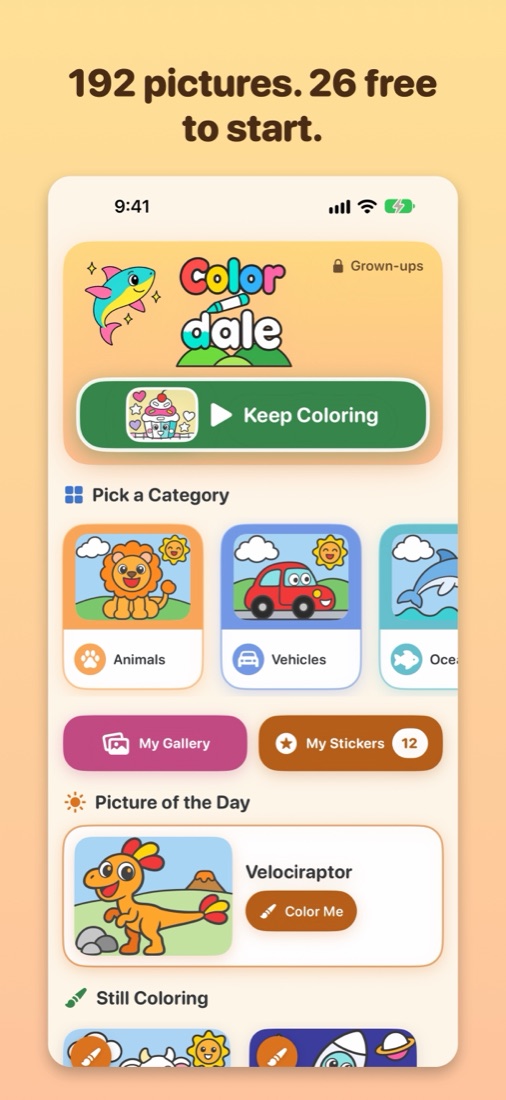 192 pictures. 26 free
to start.
9:41
Color
dale
Grown-ups
Keep Coloring
Pick a Category
Animals
Vehicles
Ocea
My Gallery
My Stickers 12
Picture of the Day
Velociraptor
Color Me
Still Coloring